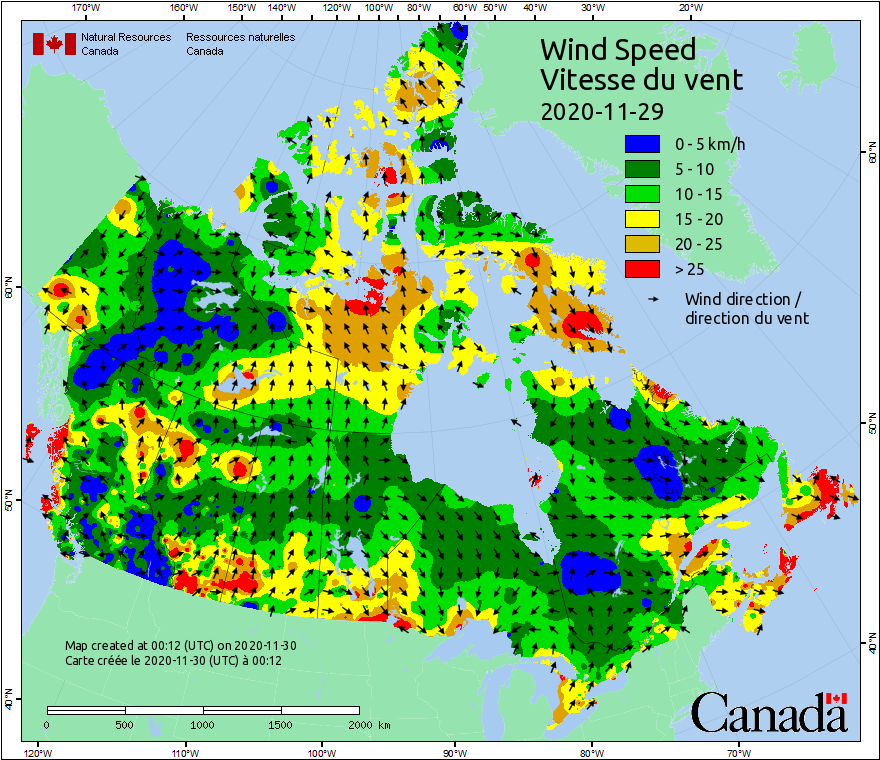 170°W 160°W 150°W 140°W 130°W 120°W 110°W 100°W 90°W 80°W 70°W 60°W 50°W 40°W 30°W 20°W
Natural Resources Ressources naturelles
Canada Canada
Wind Speed
Vitesse du vent
2020-11-29
0 - 5 km/h
5 - 10
10 - 15
15 - 20
20 - 25
> 25
Wind direction /
direction du vent
60°N
60°N
50°N
50°N
40°N
40°N
Map created at 00:12 (UTC) on 2020-11-30
Carte créée le 2020-11-30 (UTC) à 00:12
0 500 1000 1500 2000 km
Canada
120°W 110°W 100°W 90°W 80°W 70°W